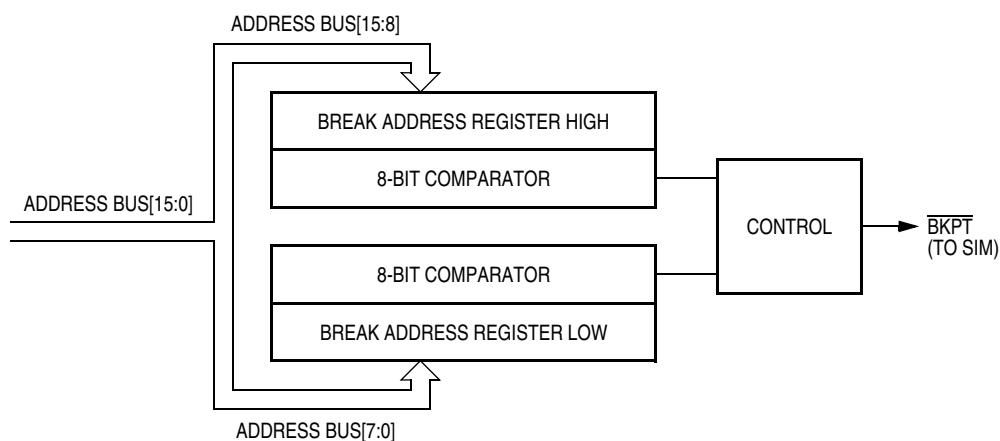 ADDRESS BUS[15:8]
BREAK ADDRESS REGISTER HIGH
8-BIT COMPARATOR
ADDRESS BUS[15:0]
CONTROL
BKPT
(TO SIM)
8-BIT COMPARATOR
BREAK ADDRESS REGISTER LOW
ADDRESS BUS[7:0]